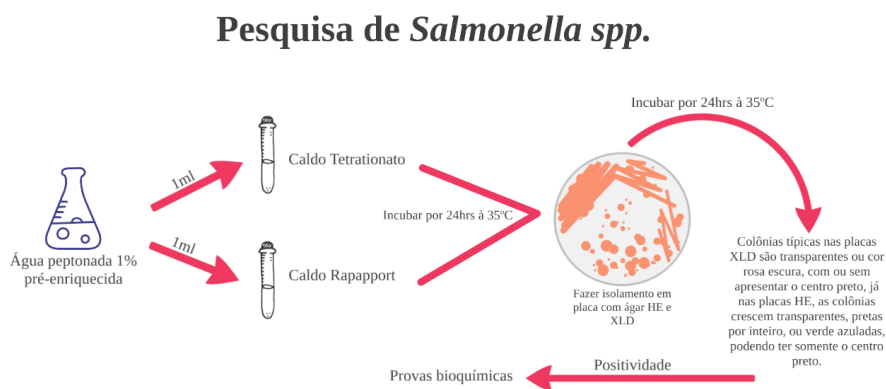 Pesquisa de Salmonella spp.
Incubar por 24hrs à 35ºC
1ml
Caldo Tetrationato
Incubar por 24hrs à 35ºC
Água peptonada 1%
pré-enriquecida
1ml
Caldo Rapapport
Fazer isolamento em
placa com ágar HE e
XLD
Colônias típicas nas placas
XLD são transparentes ou cor
rosa escura, com ou sem
apresentar o centro preto, já
nas placas HE, as colônias
crescem transparentes, pretas
por inteiro, ou verde azuladas,
podendo ter somente o centro
preto.
Positividade
Provas bioquímicas